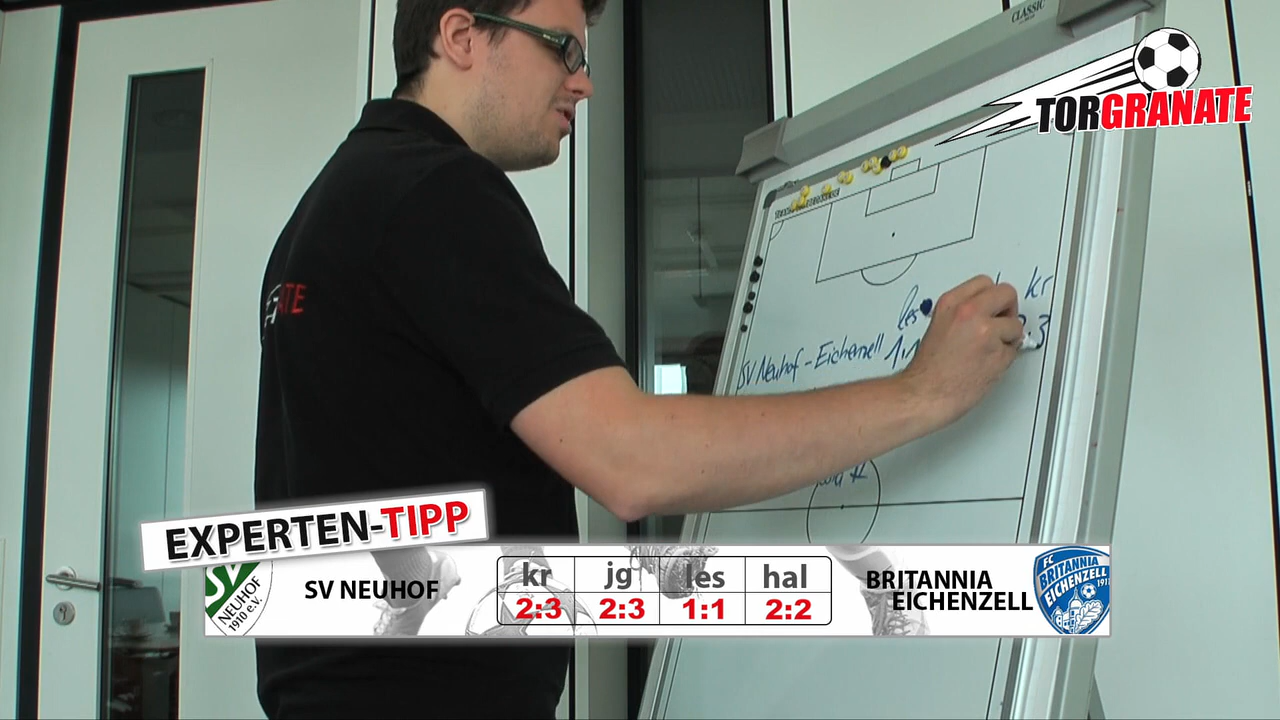 CLASSIC
TORGRANATE
les kr
SV Neuhof - Eichenzell 1:1 2:3
EXPERTEN-TIPP
SV NEUHOF 1910 e.V.
SV NEUHOF
kr jg les hal
2:3 2:3 1:1 2:2
BRITANNIA
EICHENZELL
FC BRITANNIA EICHENZELL 1911